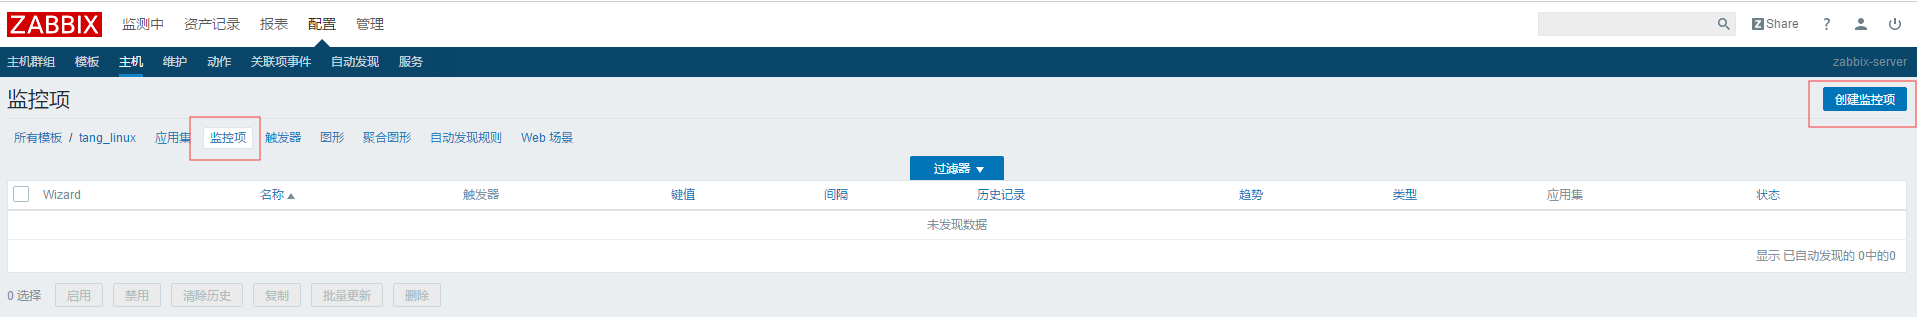 ZABBIX 监测中 资产记录 报表 配置 管理 Share ?
主机群组 模板 主机 维护 动作 关联项事件 自动发现 服务 zabbix-server
监控项 创建监控项
所有模板 / tang_linux 应用集 监控项 触发器 图形 聚合图形 自动发现规则 Web 场景
过滤器
Wizard 名称 触发器 键值 间隔 历史记录 趋势 类型 应用集 状态
未发现数据
显示 已自动发现的 0中的0
0 选择 启用 禁用 清除历史 复制 批量更新 删除